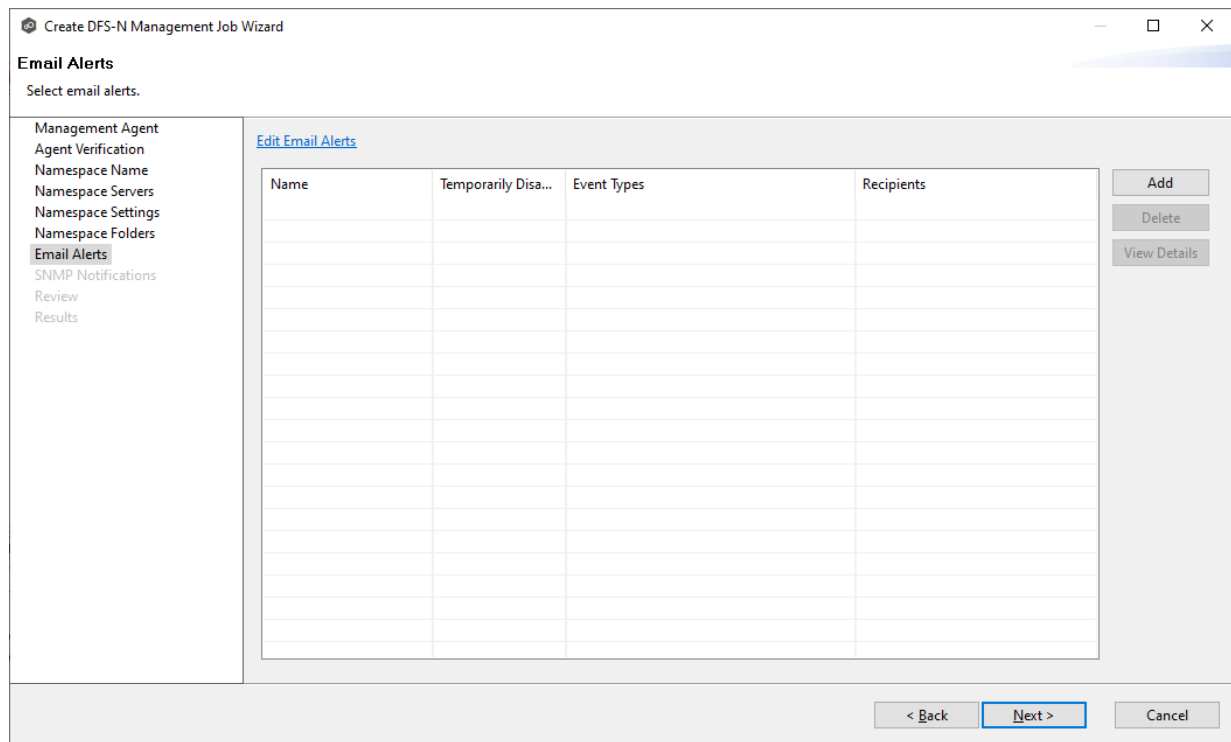 Create DFS-N Management Job Wizard
Email Alerts
Select email alerts.
Management Agent
Agent Verification
Namespace Name
Namespace Servers
Namespace Settings
Namespace Folders
Email Alerts
SNMP Notifications
Review
Results
Edit Email Alerts
Name Temporarily Disa... Event Types Recipients
Add
Delete
View Details
< Back Next > Cancel